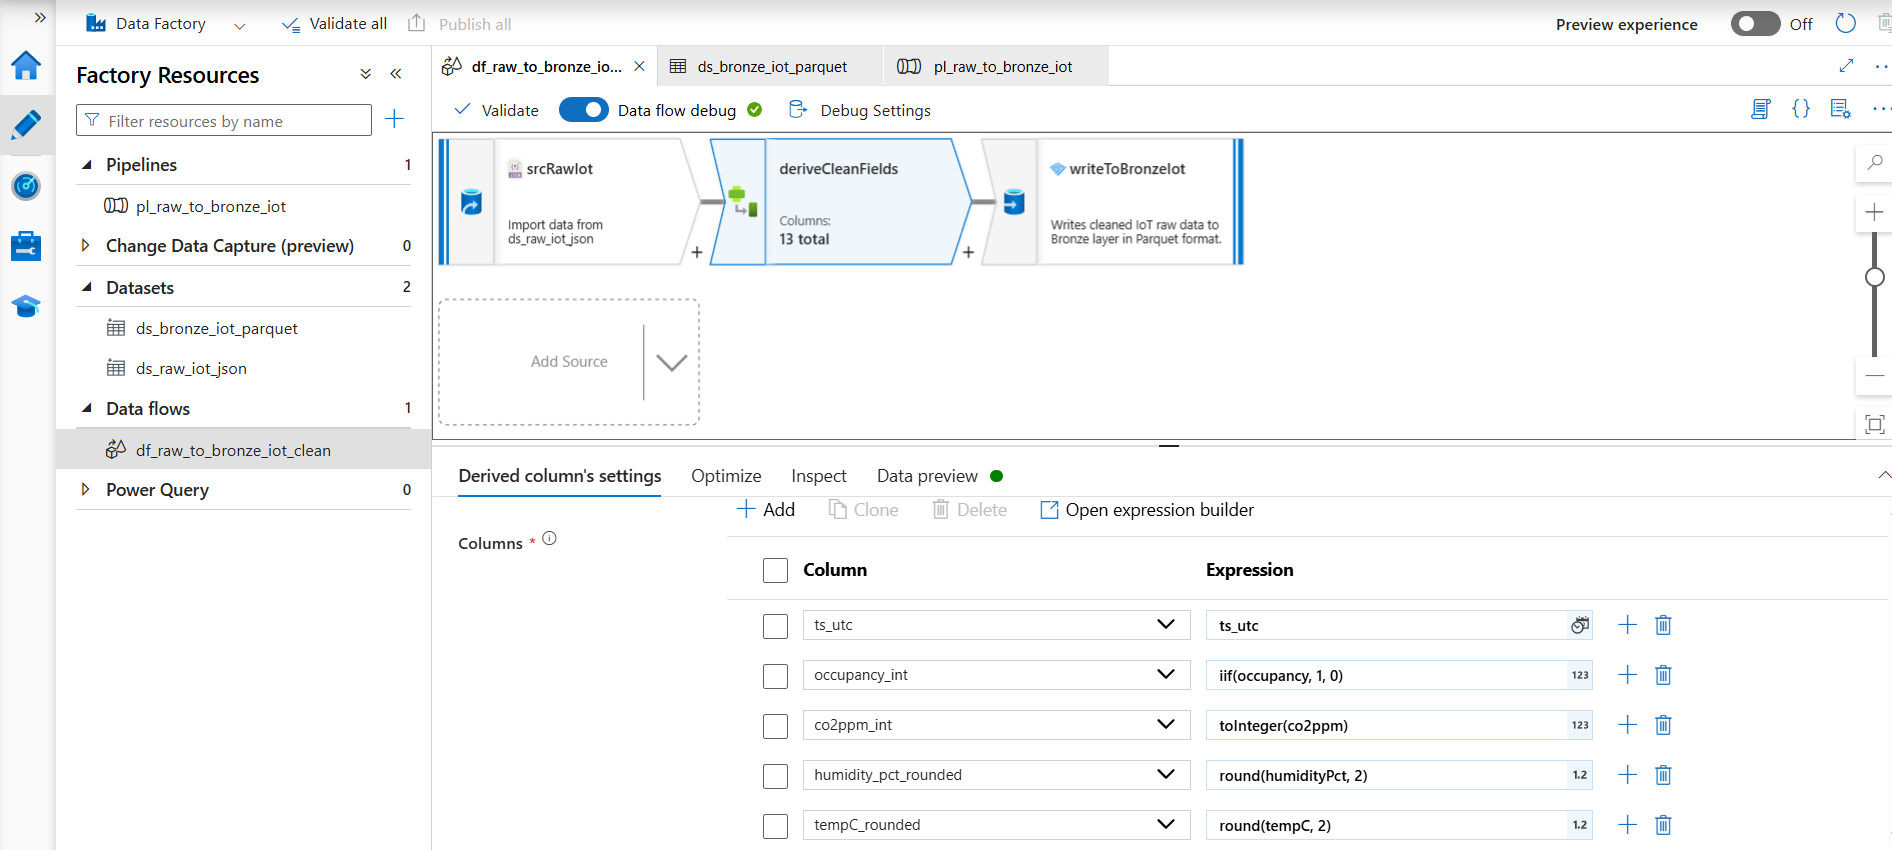 Data Factory
Validate all
Publish all
Preview experience
Off
Factory Resources
Filter resources by name
Pipelines 1
pl_raw_to_bronze_iot
Change Data Capture (preview) 0
Datasets 2
ds_bronze_iot_parquet
ds_raw_iot_json
Data flows 1
df_raw_to_bronze_iot_clean
Power Query 0
df_raw_to_bronze_io...
ds_bronze_iot_parquet
pl_raw_to_bronze_iot
Validate
Data flow debug
Debug Settings
srcRawIot
Import data from
ds_raw_iot_json
deriveCleanFields
Columns:
13 total
writeToBronzeIot
Writes cleaned IoT raw data to
Bronze layer in Parquet format.
Add Source
Derived column's settings
Optimize
Inspect
Data preview
Add
Clone
Delete
Open expression builder
Columns *
Column Expression
ts_utc ts_utc
occupancy_int iif(occupancy, 1, 0) 123
co2ppm_int toInteger(co2ppm) 123
humidity_pct_rounded round(humidityPct, 2) 1.2
tempC_rounded round(tempC, 2) 1.2